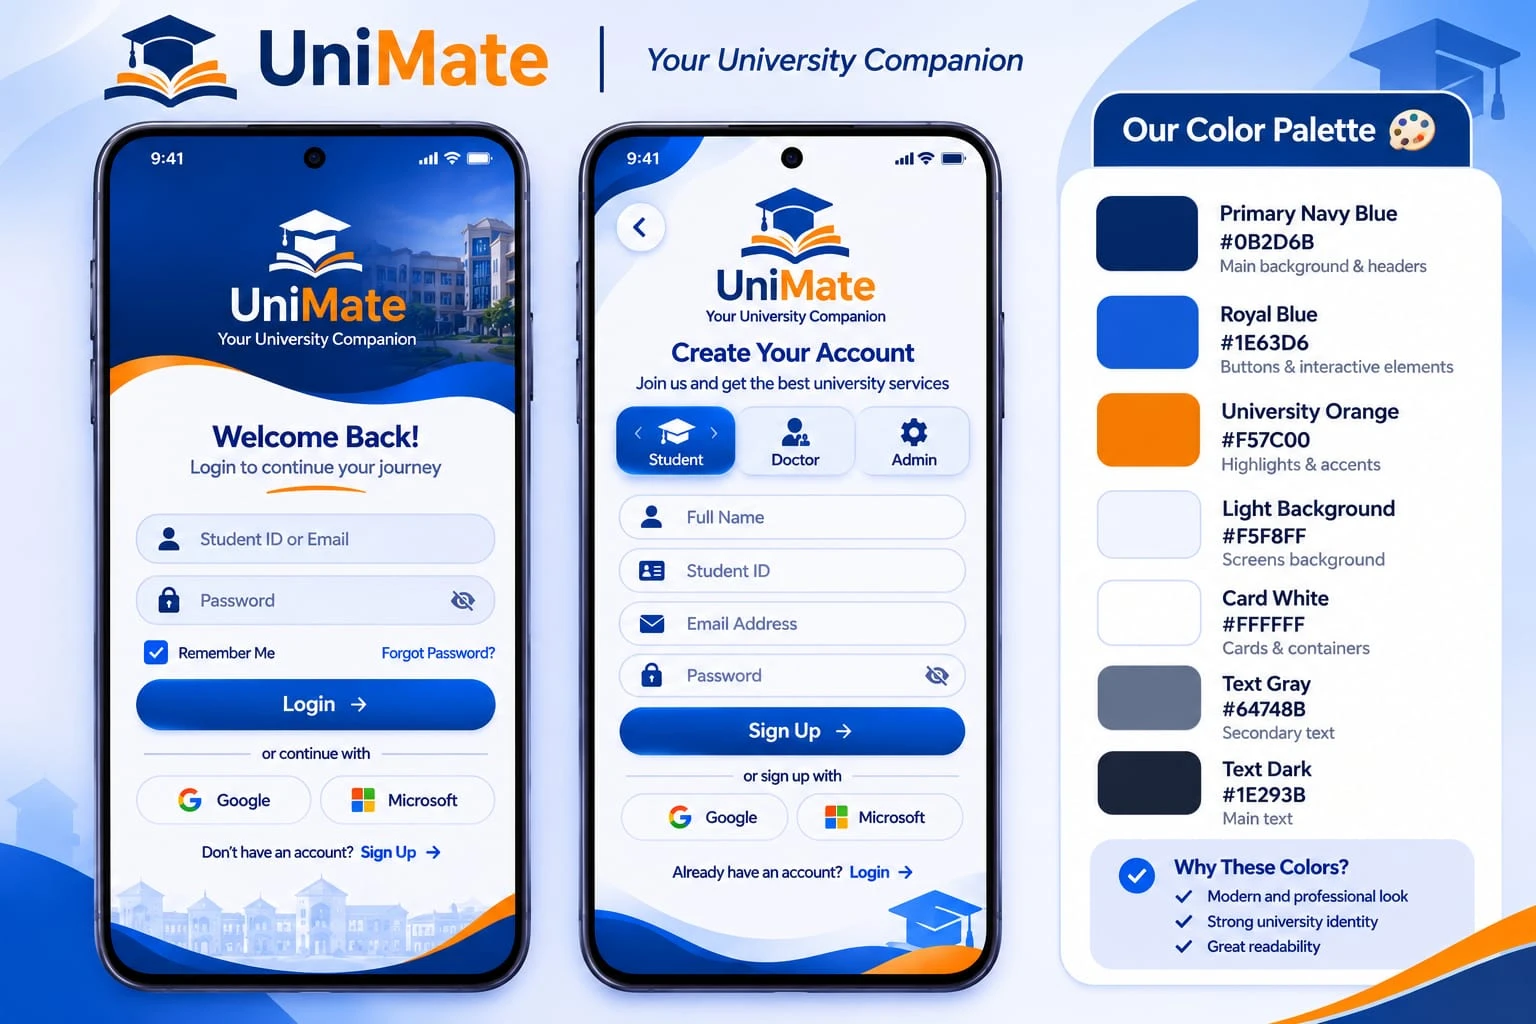 UniMate
Your University Companion
9:41
UniMate
Your University Companion
Welcome Back!
Login to continue your journey
Student ID or Email
Password
Remember Me
Forgot Password?
Login →
or continue with
Google
Microsoft
Don't have an account? Sign Up →
9:41
UniMate
Your University Companion
Create Your Account
Join us and get the best university services
Student
Doctor
Admin
Full Name
Student ID
Email Address
Password
Sign Up →
or sign up with
Google
Microsoft
Already have an account? Login →
Our Color Palette
Primary Navy Blue
#0B2D6B
Main background & headers
Royal Blue
#1E63D6
Buttons & interactive elements
University Orange
#F57C00
Highlights & accents
Light Background
#F5F8FF
Screens background
Card White
#FFFFFF
Cards & containers
Text Gray
#64748B
Secondary text
Text Dark
#1E293B
Main text
Why These Colors?
Modern and professional look
Strong university identity
Great readability